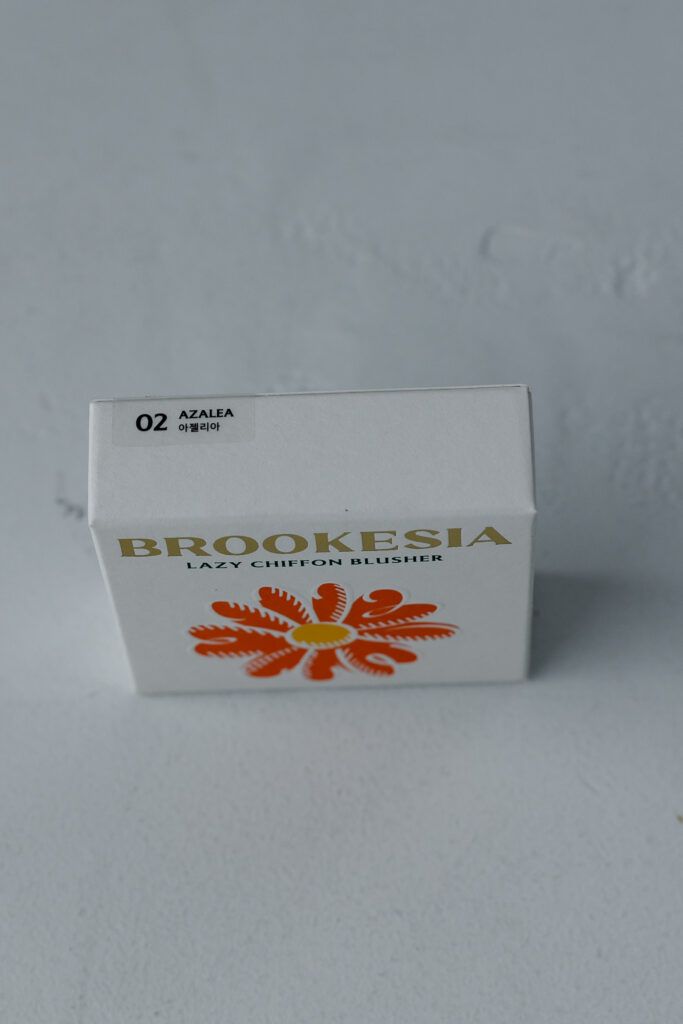 02 AZALEA
아젤리아
BROOKESIA
LAZY CHIFFON BLUSHER